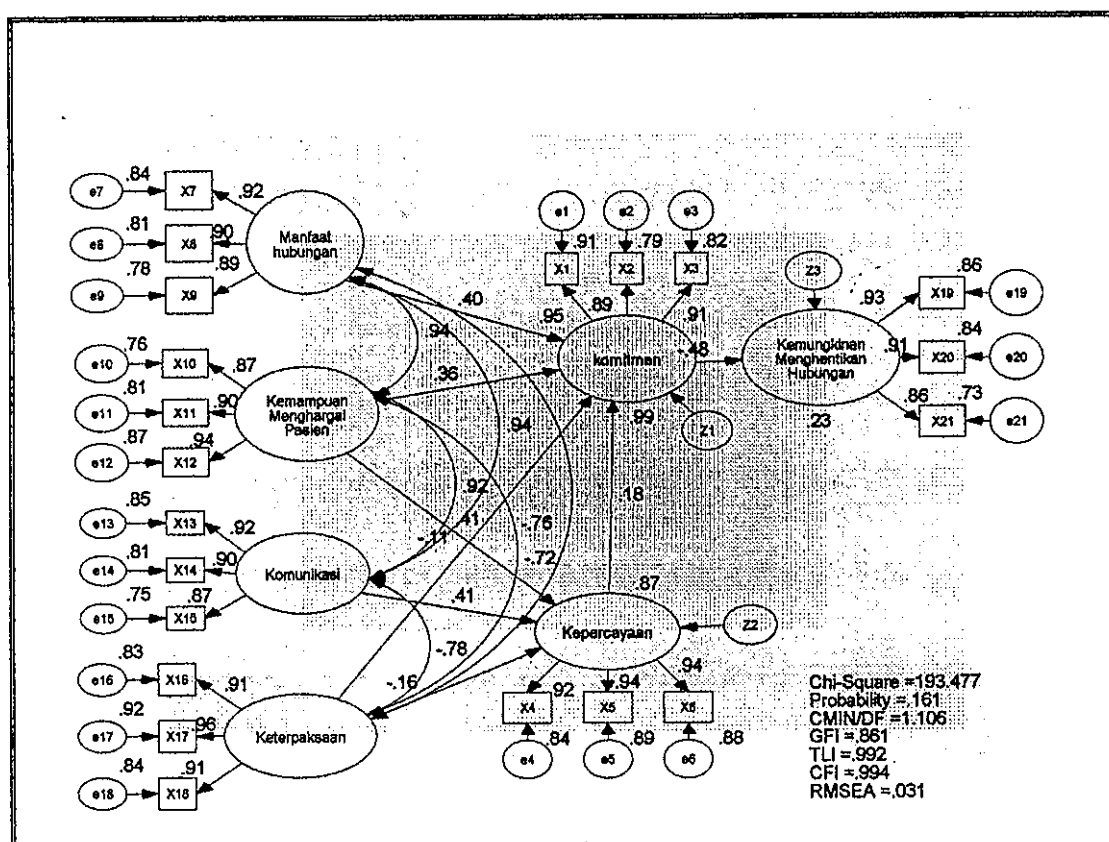 .84
e7
X7
.92
.81
e8
X8
.90
.78
e9
X9
.89
Manfaat
hubungan
.76
e10
X10
.87
.81
e11
X11
.90
.87
e12
X12
.94
Kemampuan
Menghargai
Pasien
.85
e13
X13
.92
.81
e14
X14
.90
.75
e15
X15
.87
Komunikasi
.83
e16
X16
.91
.92
e17
X17
.96
.84
e18
X18
.91
Keterpaksaan
.40
.94
.36
.94
.92
.41
-.11
-.76
-.72
.41
-.78
-.16
e1
e2
e3
.91
.79
.82
X1
X2
X3
.95
.89
.91
komitmen
.99
Z1
-.48
.18
Z3
Kemungkinan
Menghentikan
Hubungan
.23
.93
X19
.86
e19
.91
X20
.84
e20
.86
X21
.73
e21
.87
Kepercayaan
Z2
.92
.94
.94
X4
X5
X6
.84
.89
.88
e4
e5
e6
Chi-Square =193.477
Probability =.161
CMIN/DF =1.106
GFI =.861
TLI =.992
CFI =.994
RMSEA =.031